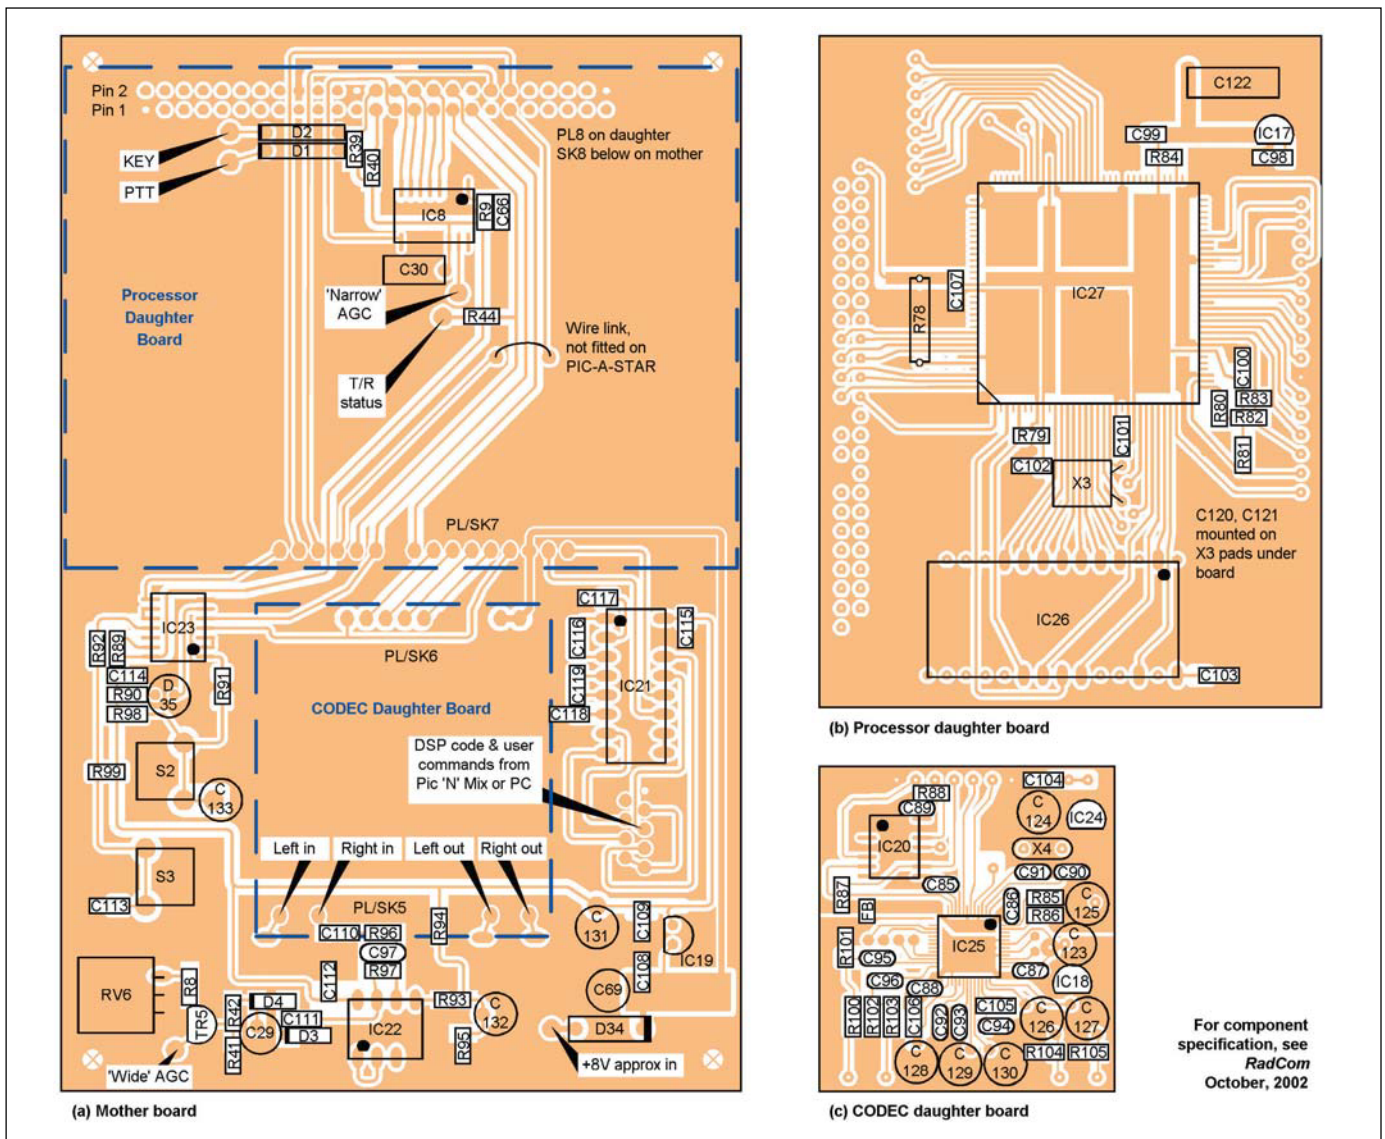 Pin 2
Pin 1
D2
D1
R39
R40
KEY
PTT
PL8 on daughter
SK8 below on mother
IC8
R9
C66
C30
'Narrow'
AGC
R44
T/R
status
Processor
Daughter
Board
Wire link,
not fitted on
PIC-A-STAR
PL/SK7
IC23
R92
R89
C114
R90
R98
D
35
R91
R99
S2
C
133
S3
C113
PL/SK6
CODEC Daughter Board
C117
C116
C119
C118
IC21
C115
DSP code & user
commands from
Pic 'N' Mix or PC
Left in
Right in
Left out
Right out
PL/SK5
C110
R96
C97
R97
C112
R94
C
131
C109
C108
IC19
C69
RV6
R8
TR5
R42
R41
D4
C29
C111
D3
IC22
R93
R95
C
132
D34
'Wide' AGC
+8V approx in
(a) Mother board
C122
C99
IC17
R84
C98
IC27
R78
C107
C100
R80
R83
R82
R81
R79
C102
C101
X3
C120, C121
mounted on
X3 pads under
board
IC26
C103
(b) Processor daughter board
C104
R88
C89
C
124
IC24
IC20
X4
C91
C90
C85
R87
FB
C86
R85
R86
C
125
IC25
R101
C95
C
123
C87
C96
C88
IC18
R100
R102
R103
C106
C92
C93
C105
C94
C
126
C
127
C
128
C
129
C
130
R104
R105
(c) CODEC daughter board
For component
specification, see
RadCom
October, 2002